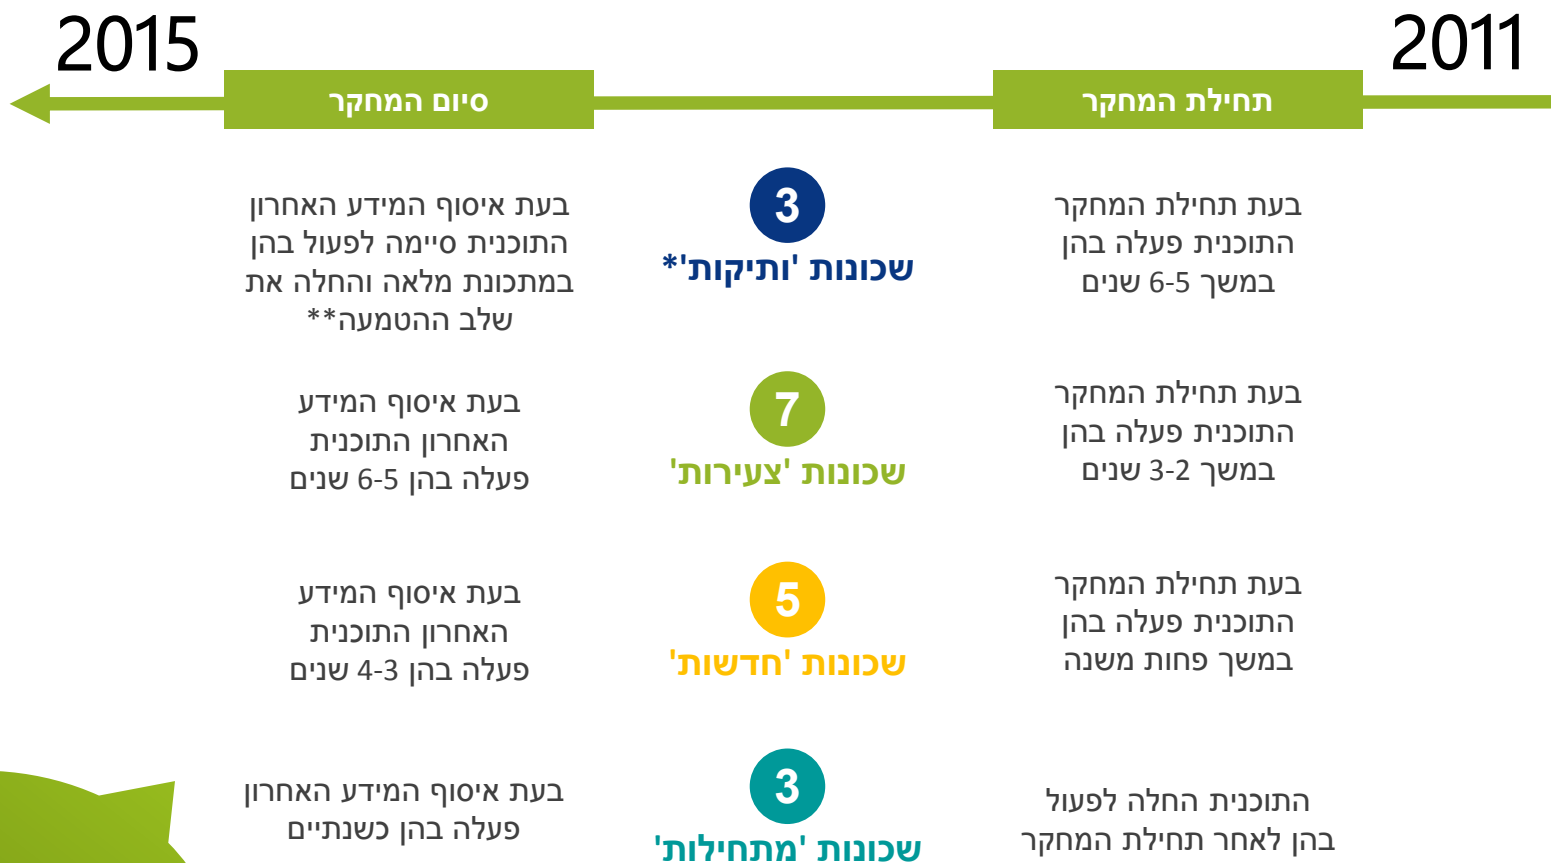 2011
2015
תחילת המחקר
סיום המחקר
בעת תחילת המחקר
התוכנית פעלה בהן
במשך 6-5 שנים
3
שכונות 'ותיקות'*
בעת איסוף המידע האחרון
התוכנית סיימה לפעול בהן
במתכונת מלאה והחלה את
שלב ההטמעה**
בעת תחילת המחקר
התוכנית פעלה בהן
במשך 3-2 שנים
7
שכונות 'צעירות'
בעת איסוף המידע
האחרון התוכנית
פעלה בהן 6-5 שנים
בעת תחילת המחקר
התוכנית פעלה בהן
במשך פחות משנה
5
שכונות 'חדשות'
בעת איסוף המידע
האחרון התוכנית
פעלה בהן 4-3 שנים
התוכנית החלה לפעול
בהן לאחר תחילת המחקר
3
שכונות 'מתחילות'
בעת איסוף המידע האחרון
פעלה בהן כשנתיים